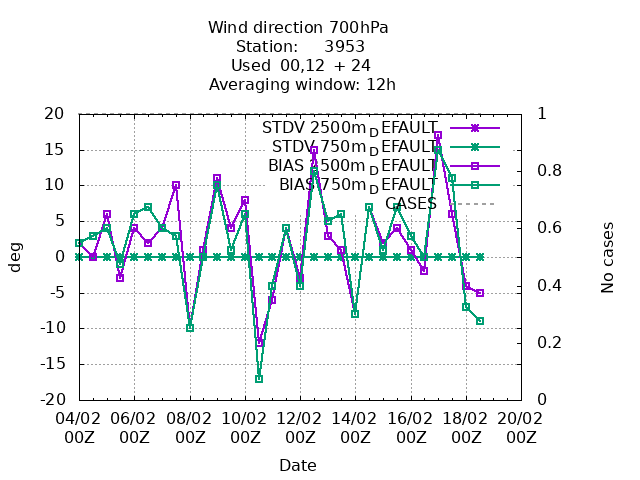 Wind direction 700hPa
Station: 3953
Used 00,12 + 24
Averaging window: 12h
20 1
STDV 2500m_DEFAULT
STDV 750m_DEFAULT
15 BIAS 2500m_DEFAULT 0.8
10 BIAS 750m_DEFAULT
CASES
5 0.6
0
-5 0.4
-10
0.2
-15
-20 0
deg
No cases
04/02 06/02 08/02 10/02 12/02 14/02 16/02 18/02 20/02
00Z 00Z 00Z 00Z 00Z 00Z 00Z 00Z 00Z
Date